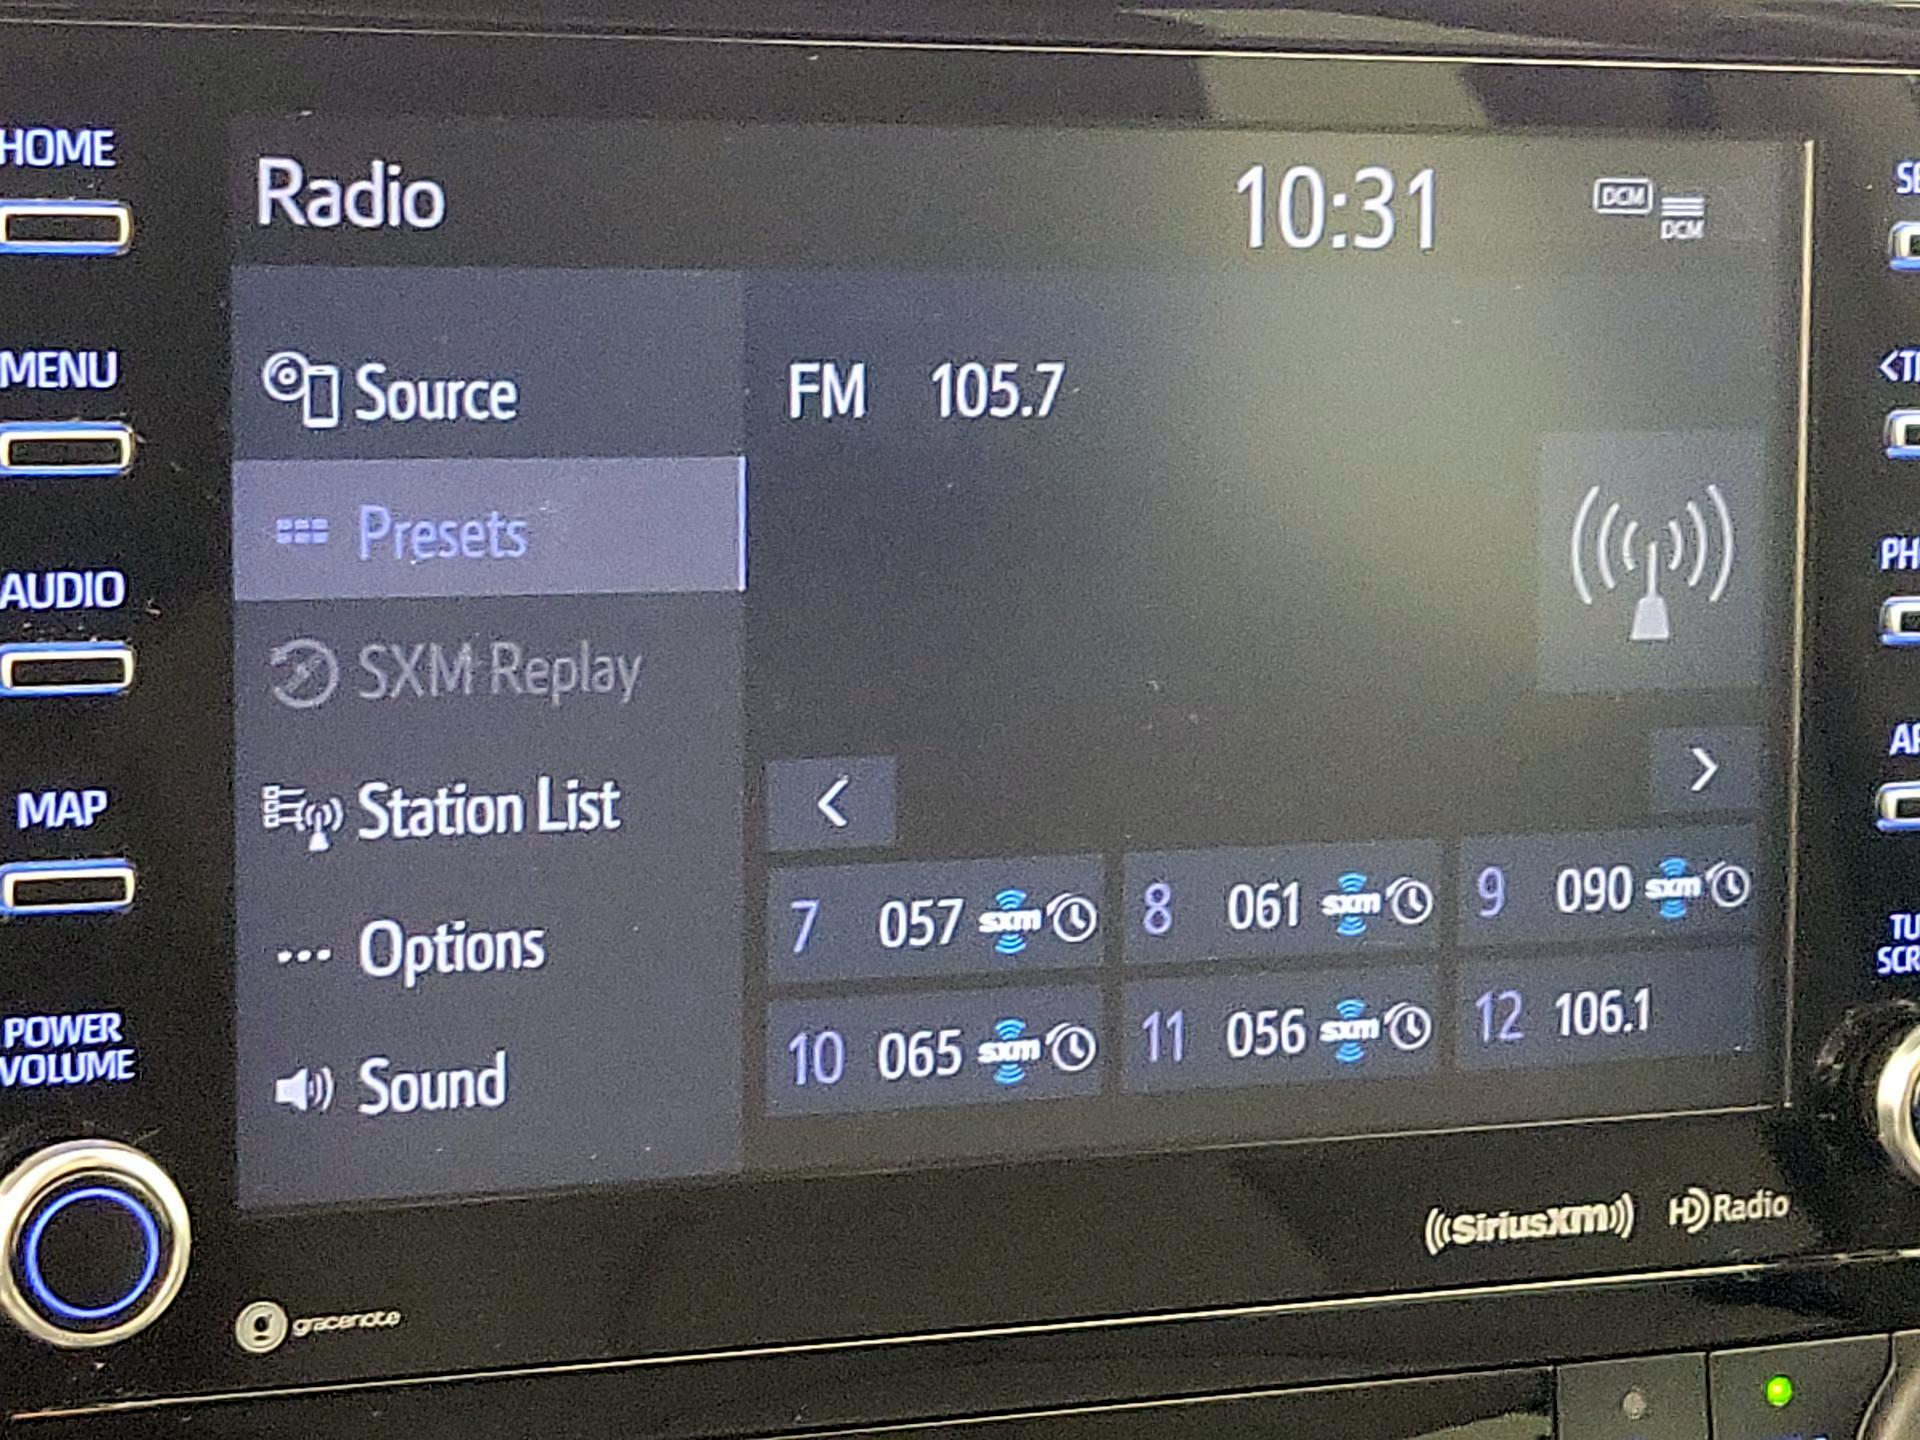 HOME
MENU
AUDIO
MAP
POWER
VOLUME
Radio
10:31
DCM
DCM
Source
Presets
SXM Replay
Station List
Options
Sound
FM 105.7
<
>
7 057 sxm
8 061 sxm
9 090 sxm
10 065 sxm
11 056 sxm
12 106.1
((SiriusXM))
HD Radio
gracenote